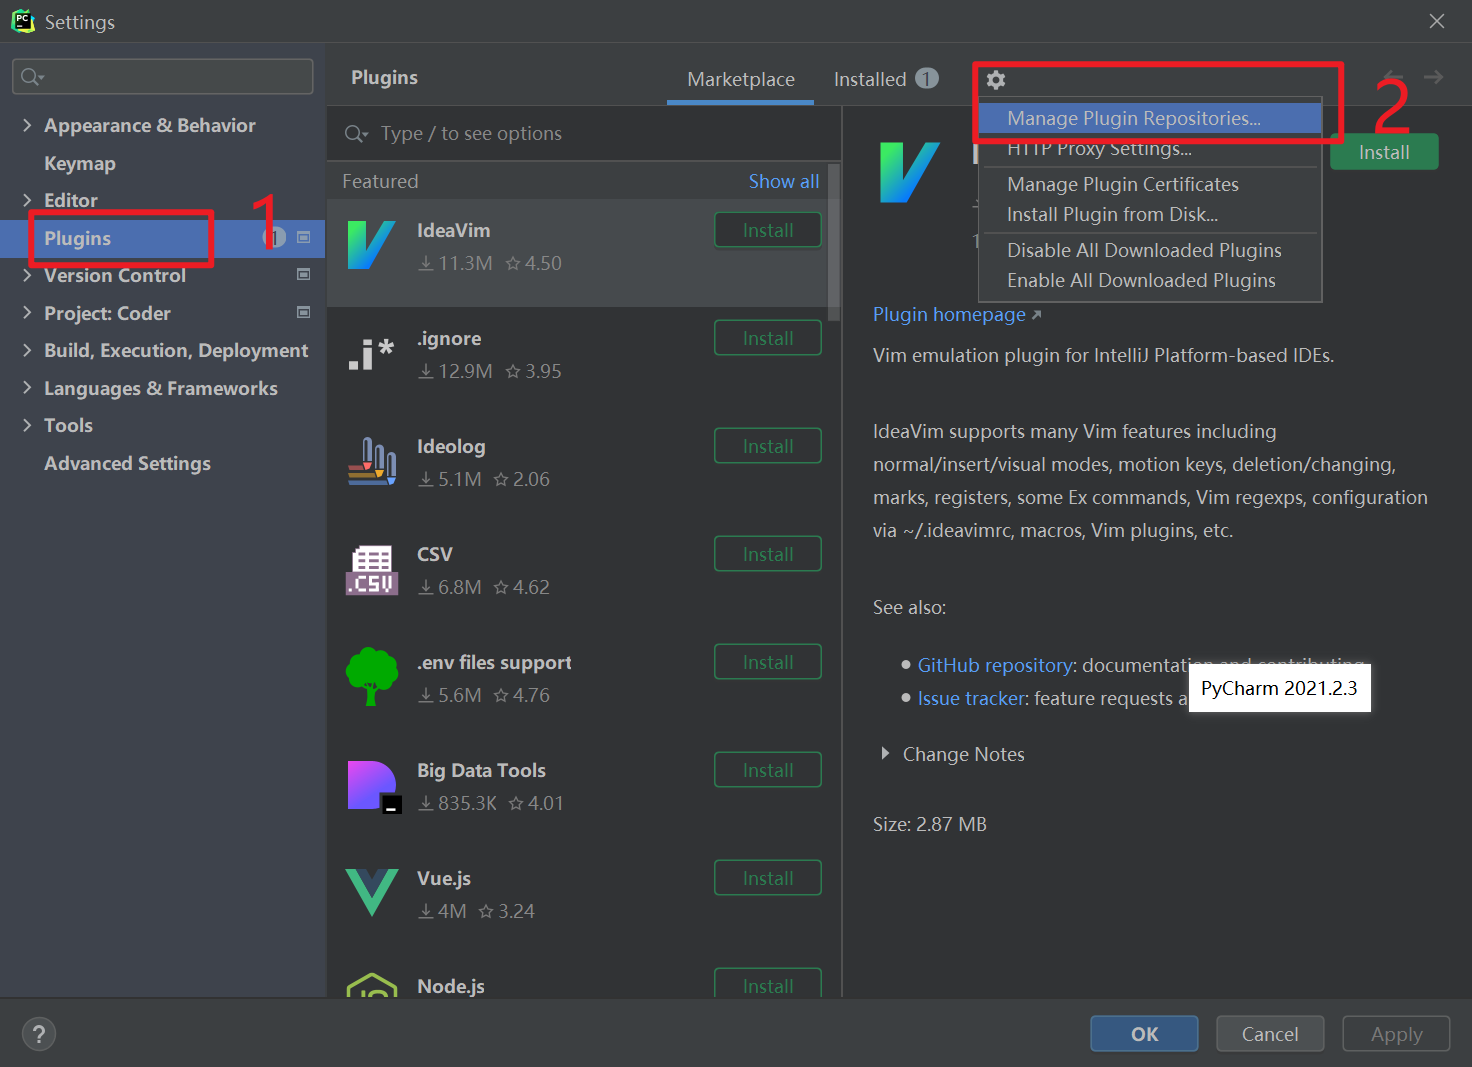 PC
Settings
Appearance & Behavior
Keymap
Editor
Plugins
1
1
Version Control
Project: Coder
Build, Execution, Deployment
Languages & Frameworks
Tools
Advanced Settings
Plugins
Marketplace
Installed 1
2
Type / to see options
Featured
Show all
IdeaVim
Install
11.3M 4.50
.i*
.ignore
Install
12.9M 3.95
Ideolog
Install
5.1M 2.06
.CSV
CSV
Install
6.8M 4.62
.env files support
Install
5.6M 4.76
Big Data Tools
Install
835.3K 4.01
Vue.js
Install
4M 3.24
Node.js
Install
Manage Plugin Repositories...
HTTP Proxy Settings...
Manage Plugin Certificates
Install Plugin from Disk...
Disable All Downloaded Plugins
Enable All Downloaded Plugins
Install
Plugin homepage
Vim emulation plugin for IntelliJ Platform-based IDEs.
IdeaVim supports many Vim features including
normal/insert/visual modes, motion keys, deletion/changing,
marks, registers, some Ex commands, Vim regexps, configuration
via ~/.ideavimrc, macros, Vim plugins, etc.
See also:
GitHub repository: documentation and contributing
Issue tracker: feature requests a
PyCharm 2021.2.3
Change Notes
Size: 2.87 MB
?
OK
Cancel
Apply